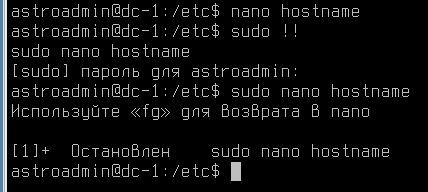 astroadmin@dc-1:/etc$ nano hostname
astroadmin@dc-1:/etc$ sudo !!
sudo nano hostname
[sudo] пароль для astroadmin:
astroadmin@dc-1:/etc$ sudo nano hostname
Используйте «fg» для возврата в nano
[1]+  Остановлен    sudo nano hostname
astroadmin@dc-1:/etc$